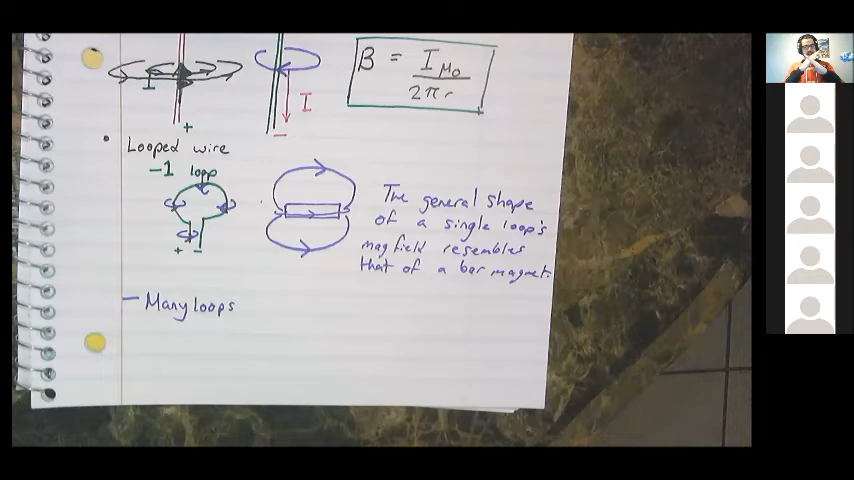 I
+
I
−
B = Iμ₀ / 2πr
• Looped wire
−1 loop
+ −
The general shape
of a single loop's
mag field resembles
that of a bar magnet.
− Many loops